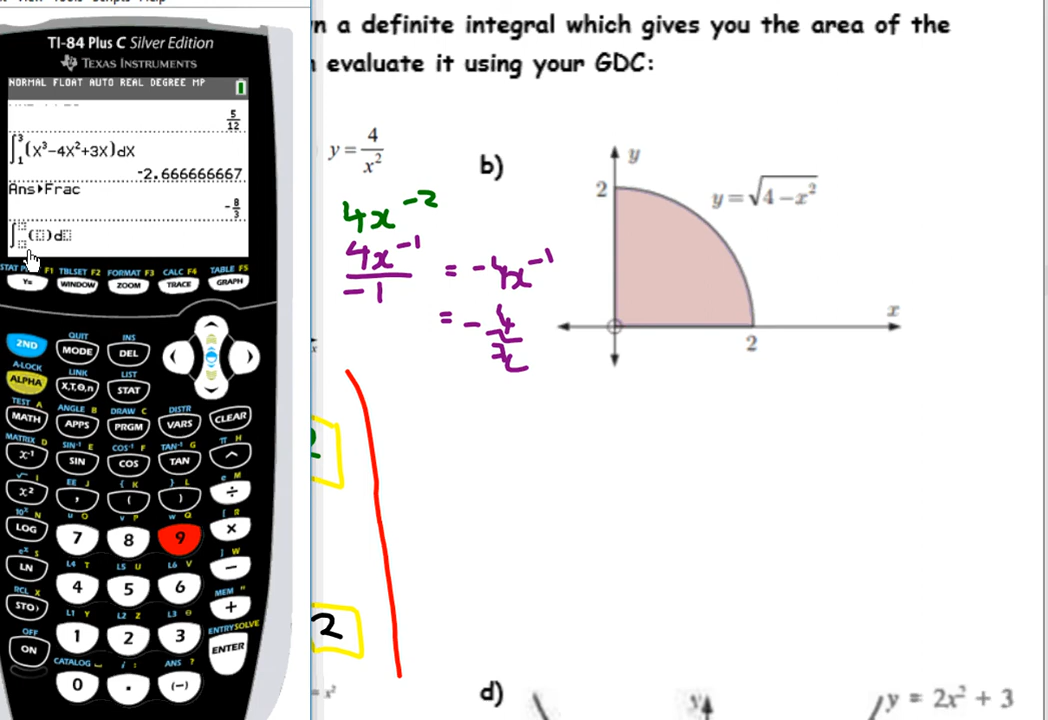 TI-84 Plus C Silver Edition
TEXAS INSTRUMENTS
NORMAL FLOAT AUTO REAL DEGREE MP
5/12
∫₁³(X³-4X²+3X)dX
-2.666666667
Ans▸Frac
-8/3
∫(□)d□
STAT P F1 TBLSET F2 FORMAT F3 CALC F4 TABLE F5
Y= WINDOW ZOOM TRACE GRAPH
QUIT INS
2ND MODE DEL
A-LOCK LINK LIST
ALPHA X,T,Θ,n STAT
TEST A ANGLE B DRAW C DISTR
MATH APPS PRGM VARS CLEAR
MATRIX D SIN⁻¹ E COS⁻¹ F TAN⁻¹ G π H
x⁻¹ SIN COS TAN ^
√ I EE J { K } L e M
x² , ( ) ÷
10ˣ N u O v P w Q [ R
LOG 7 8 9 ×
eˣ S L4 T L5 U L6 V ] W
LN 4 5 6 −
RCL X L1 Y L2 Z L3 θ MEM "
STO› 1 2 3 +
OFF CATALOG ⎵ i : ANS ? ENTRY SOLVE
ON 0 . (−) ENTER
n a definite integral which gives you the area of the
evaluate it using your GDC:
y = 4/x²
4x⁻²
4x⁻¹/-1 = -4x⁻¹
= -4/x
2
2
= x²
b)
y
2
y = √4 − x²
x
2
d)
y
y = 2x² + 3